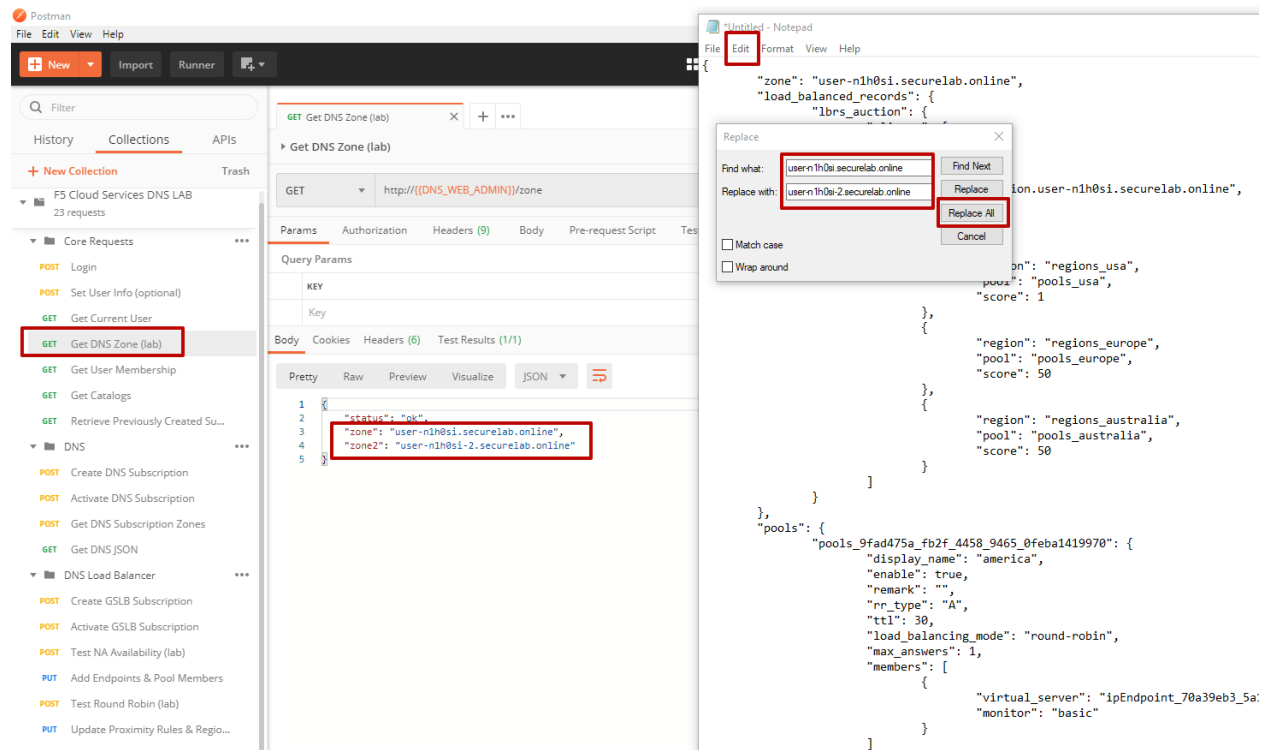 Postman
File Edit View Help
New
Import
Runner
Filter
History Collections APIs
+ New Collection Trash
F5 Cloud Services DNS LAB
23 requests
Core Requests
POST Login
POST Set User Info (optional)
GET Get Current User
GET Get DNS Zone (lab)
GET Get User Membership
GET Get Catalogs
GET Retrieve Previously Created Su...
DNS
POST Create DNS Subscription
POST Activate DNS Subscription
POST Get DNS Subscription Zones
GET Get DNS JSON
DNS Load Balancer
POST Create GSLB Subscription
POST Activate GSLB Subscription
POST Test NA Availability (lab)
PUT Add Endpoints & Pool Members
POST Test Round Robin (lab)
PUT Update Proximity Rules & Regio...
GET Get DNS Zone (lab)
Get DNS Zone (lab)
GET http://{{DNS_WEB_ADMIN}}/zone
Params Authorization Headers (9) Body Pre-request Script Tes
Query Params
KEY
Key
Body Cookies Headers (6) Test Results (1/1)
Pretty Raw Preview Visualize JSON
1 {
2 "status": "ok",
3 "zone": "user-n1h0si.securelab.online",
4 "zone2": "user-n1h0si-2.securelab.online"
5 }
*Untitled - Notepad
File Edit Format View Help
{
"zone": "user-n1h0si.securelab.online",
"load_balanced_records": {
"lbrs_auction": {
Replace
Find what: user-n1h0si.securelab.online Find Next
Replace with: user-n1h0si-2.securelab.online Replace
Replace All
Cancel
Match case
Wrap around
ion.user-n1h0si.securelab.online",
on": "regions_usa",
"pool": "pools_usa",
"score": 1
},
{
"region": "regions_europe",
"pool": "pools_europe",
"score": 50
},
{
"region": "regions_australia",
"pool": "pools_australia",
"score": 50
}
]
}
},
"pools": {
"pools_9fad475a_fb2f_4458_9465_0feba1419970": {
"display_name": "america",
"enable": true,
"remark": "",
"rr_type": "A",
"ttl": 30,
"load_balancing_mode": "round-robin",
"max_answers": 1,
"members": [
{
"virtual_server": "ipEndpoint_70a39eb3_5a
"monitor": "basic"
}
]